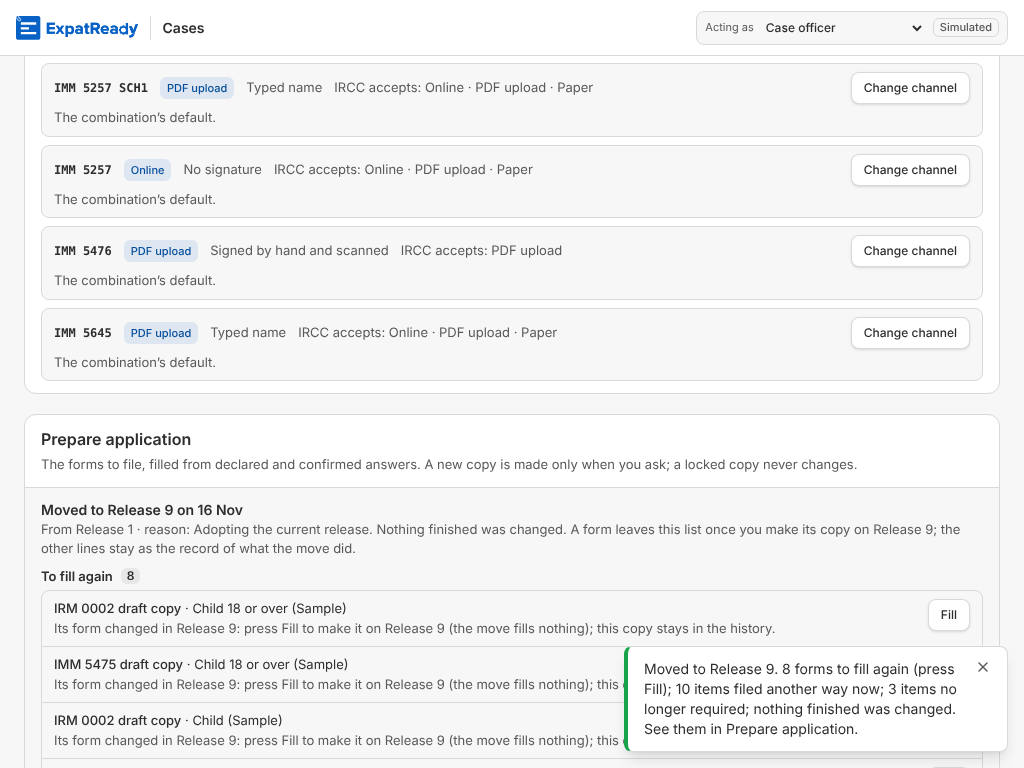 ExpatReady
Cases
Acting as Case officer Simulated
IMM 5257 SCH1 PDF upload Typed name IRCC accepts: Online · PDF upload · Paper Change channel
The combination’s default.
IMM 5257 Online No signature IRCC accepts: Online · PDF upload · Paper Change channel
The combination’s default.
IMM 5476 PDF upload Signed by hand and scanned IRCC accepts: PDF upload Change channel
The combination’s default.
IMM 5645 PDF upload Typed name IRCC accepts: Online · PDF upload · Paper Change channel
The combination’s default.
Prepare application
The forms to file, filled from declared and confirmed answers. A new copy is made only when you ask; a locked copy never changes.
Moved to Release 9 on 16 Nov
From Release 1 · reason: Adopting the current release. Nothing finished was changed. A form leaves this list once you make its copy on Release 9; the
other lines stay as the record of what the move did.
To fill again 8
IRM 0002 draft copy · Child 18 or over (Sample) Fill
Its form changed in Release 9: press Fill to make it on Release 9 (the move fills nothing); this copy stays in the history.
IMM 5475 draft copy · Child 18 or over (Sample)
Its form changed in Release 9: press Fill to make it on Release 9 (the move fills nothing); this
IRM 0002 draft copy · Child (Sample)
Its form changed in Release 9: press Fill to make it on Release 9 (the move fills nothing); this
Moved to Release 9. 8 forms to fill again (press
Fill); 10 items filed another way now; 3 items no
longer required; nothing finished was changed.
See them in Prepare application.